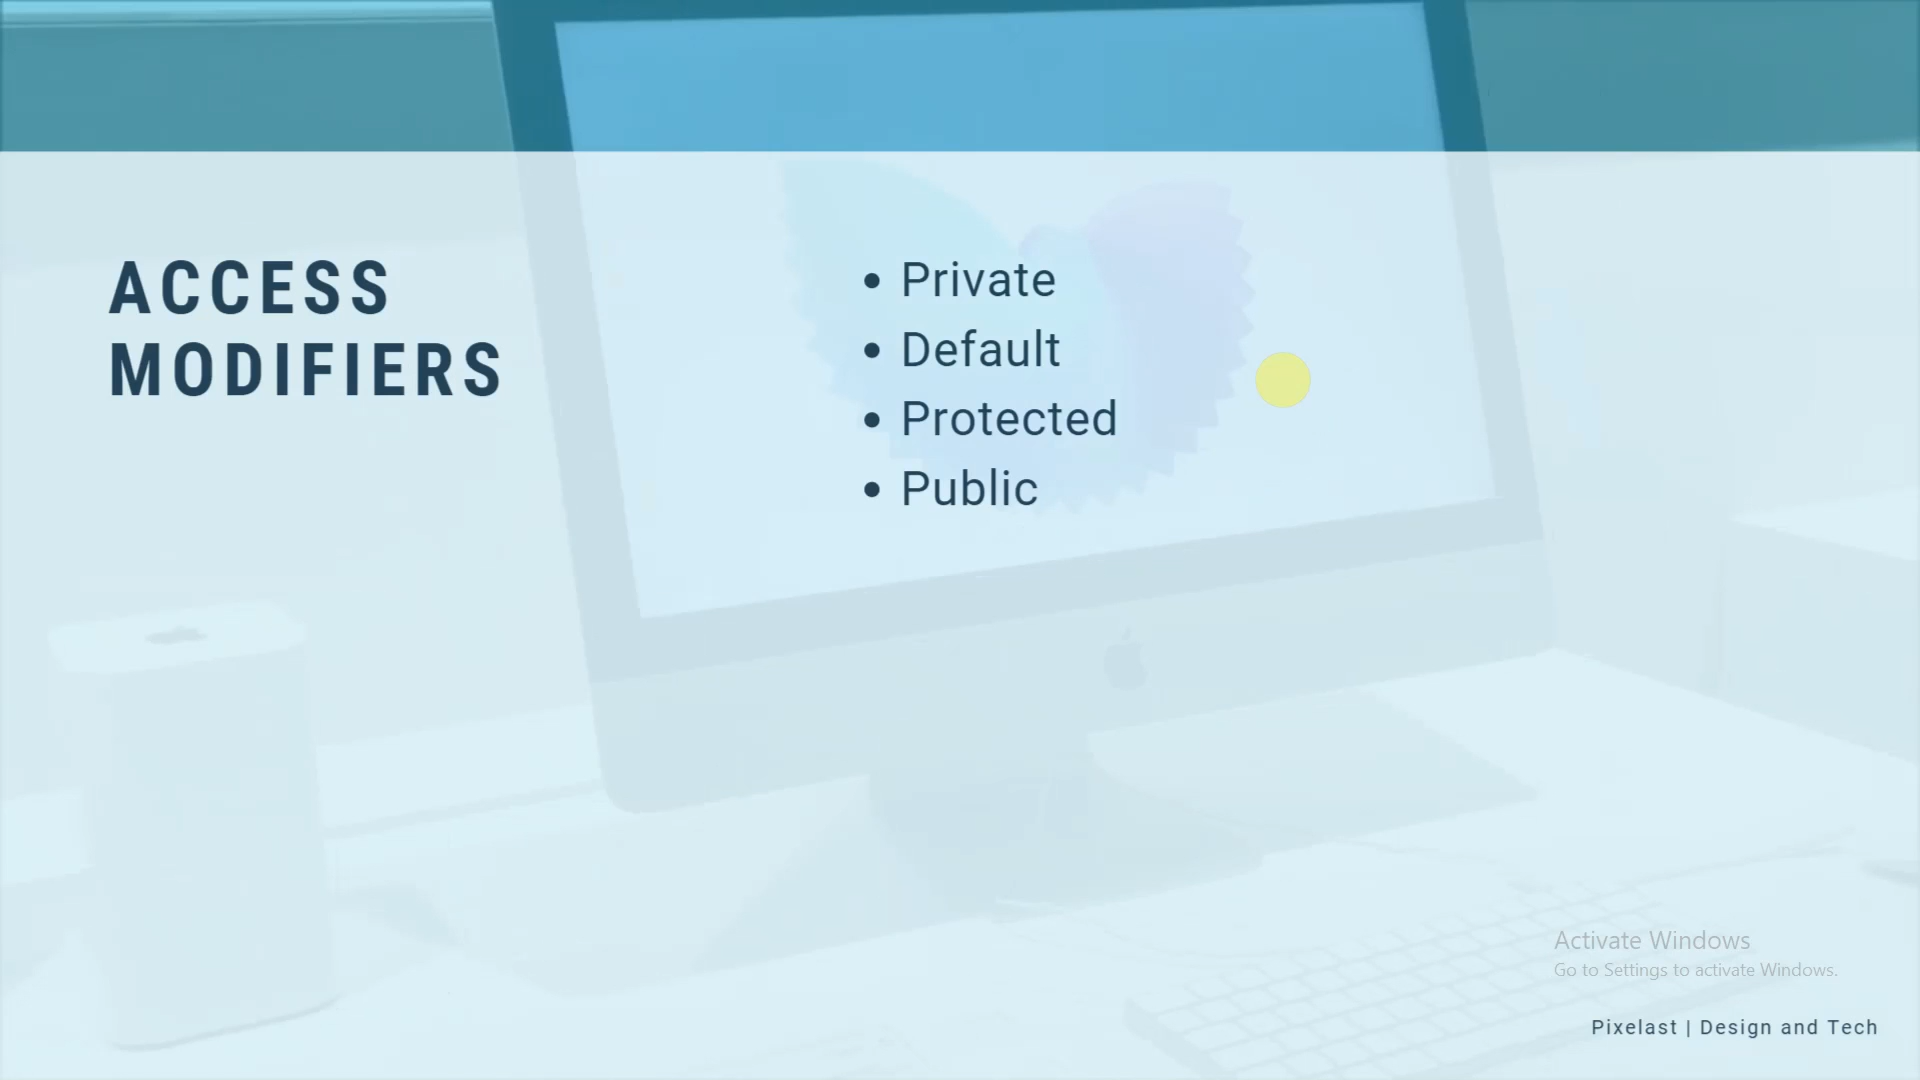 ACCESS
MODIFIERS
• Private
• Default
• Protected
• Public
Activate Windows
Go to Settings to activate Windows.
Pixelast | Design and Tech